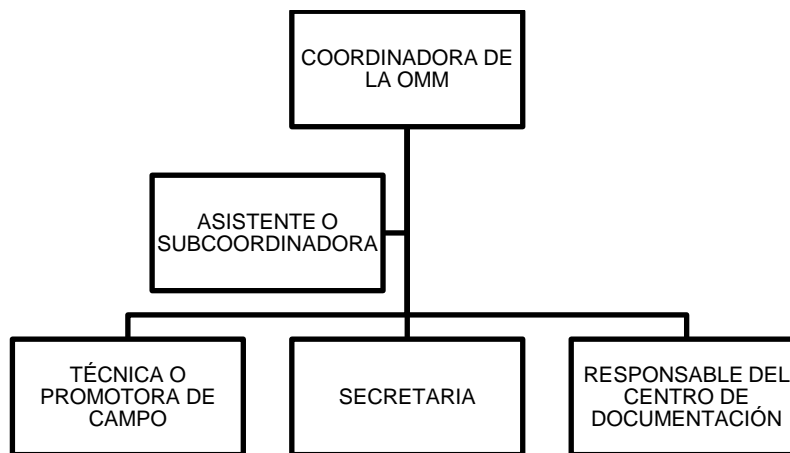 COORDINADORA DE
LA OMM
ASISTENTE O
SUBCOORDINADORA
TÉCNICA O
PROMOTORA DE
CAMPO
SECRETARIA
RESPONSABLE DEL
CENTRO DE
DOCUMENTACIÓN